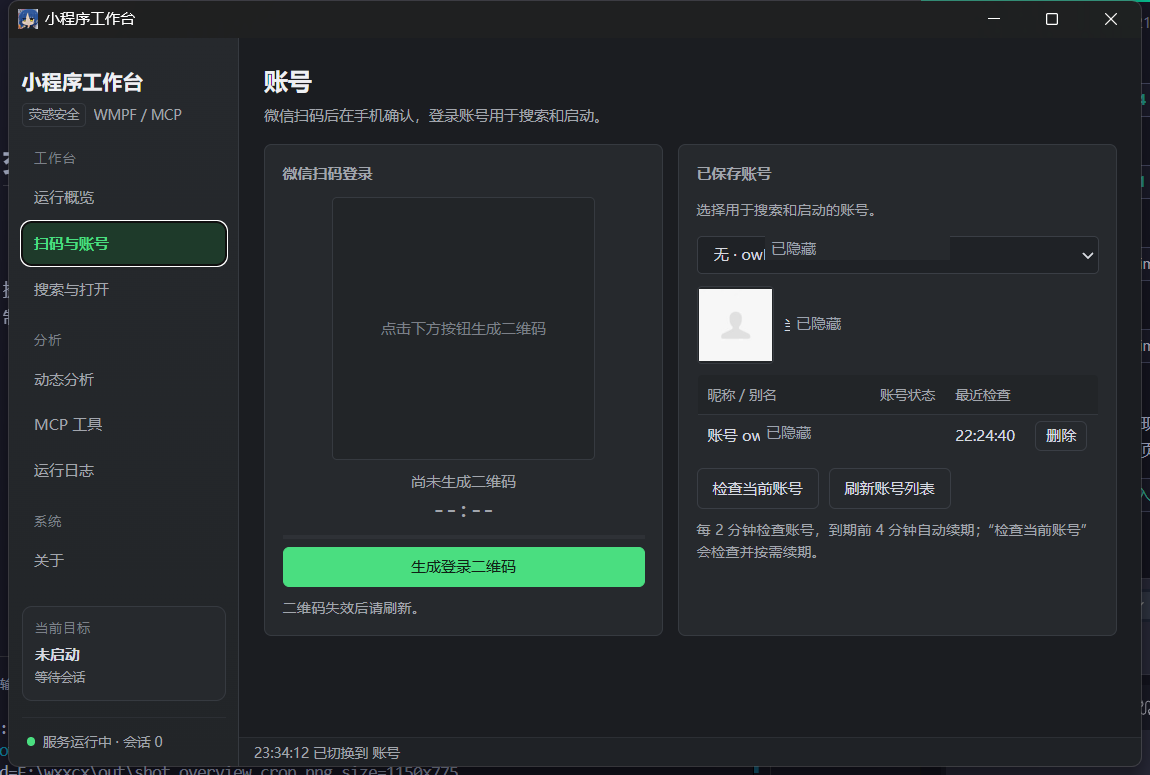 小程序工作台
小程序工作台
荧惑安全 WMPF / MCP
工作台
运行概览
扫码与账号
搜索与打开
分析
动态分析
MCP 工具
运行日志
系统
关于
当前目标
未启动
等待会话
服务运行中 · 会话 0
账号
微信扫码后在手机确认，登录账号用于搜索和启动。
微信扫码登录
点击下方按钮生成二维码
尚未生成二维码
--:--
生成登录二维码
二维码失效后请刷新。
已保存账号
选择用于搜索和启动的账号。
无 · owl 已隐藏
已隐藏
昵称 / 别名 账号状态 最近检查
账号 ow 已隐藏 22:24:40 删除
检查当前账号 刷新账号列表
每 2 分钟检查账号，到期前 4 分钟自动续期；“检查当前账号”
会检查并按需续期。
23:34:12 已切换到 账号
d=F:\wxxcx\out\shot_overview_cron.png size=1150x775